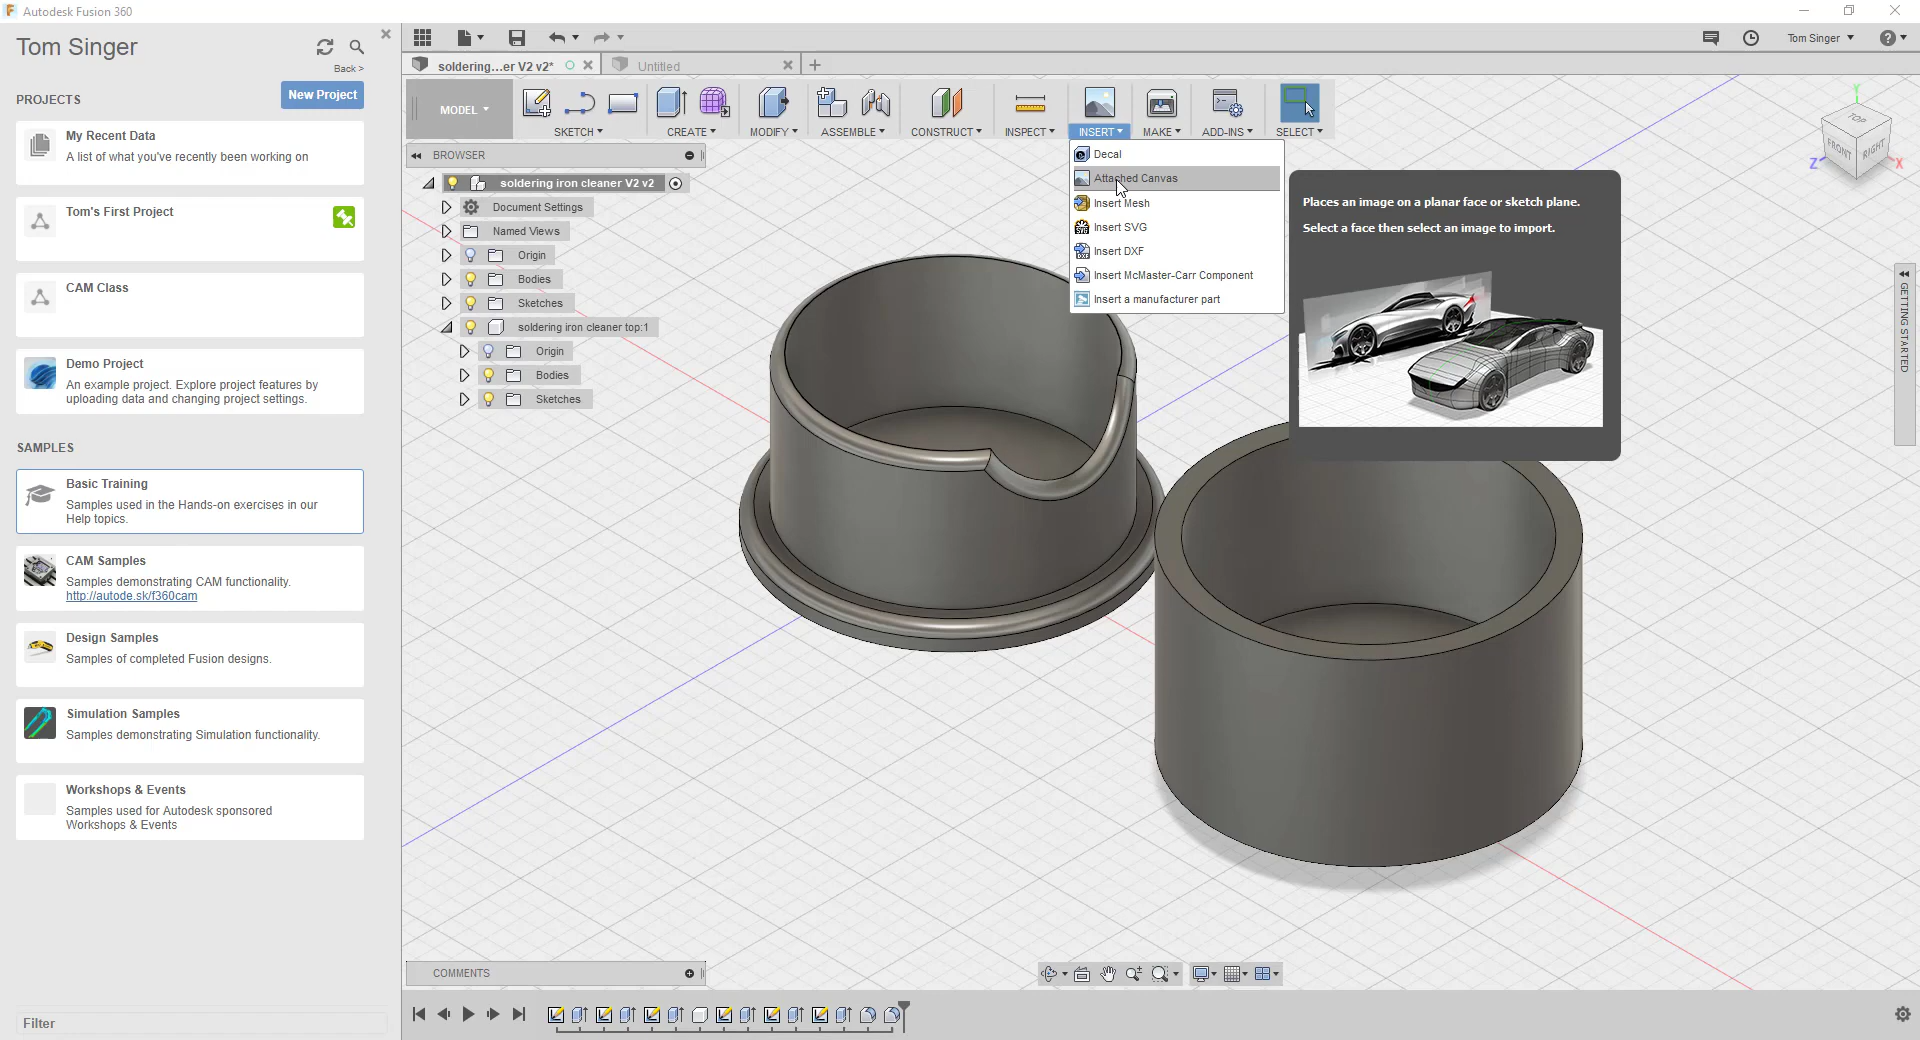 Autodesk Fusion 360
Tom Singer
Back >
PROJECTS
New Project
My Recent Data
A list of what you've recently been working on
Tom's First Project
CAM Class
Demo Project
An example project. Explore project features by
uploading data and changing project settings.
SAMPLES
Basic Training
Samples used in the Hands-on exercises in our
Help topics.
CAM Samples
Samples demonstrating CAM functionality.
http://autode.sk/f360cam
Design Samples
Samples of completed Fusion designs.
Simulation Samples
Samples demonstrating Simulation functionality.
Workshops & Events
Samples used for Autodesk sponsored
Workshops & Events
Filter
Tom Singer
soldering...er V2 v2*
Untitled
MODEL
SKETCH
CREATE
MODIFY
ASSEMBLE
CONSTRUCT
INSPECT
INSERT
MAKE
ADD-INS
SELECT
BROWSER
soldering iron cleaner V2 v2
Document Settings
Named Views
Origin
Bodies
Sketches
soldering iron cleaner top:1
Origin
Bodies
Sketches
Decal
Attached Canvas
Insert Mesh
Insert SVG
Insert DXF
Insert McMaster-Carr Component
Insert a manufacturer part
Places an image on a planar face or sketch plane.
Select a face then select an image to import.
Y
TOP
FRONT
RIGHT
Z
X
GETTING STARTED
COMMENTS